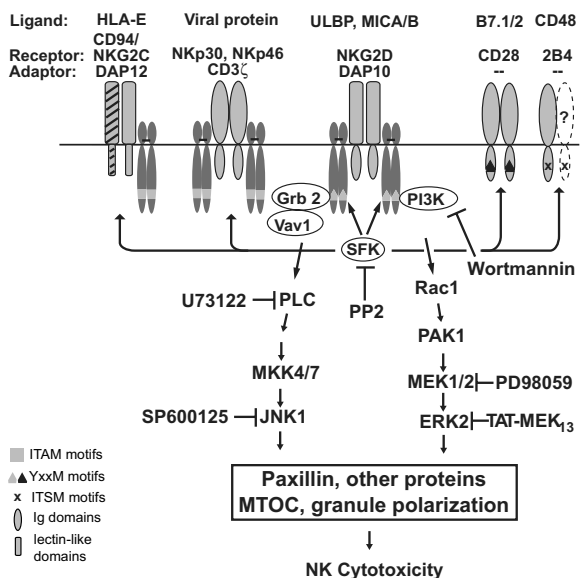 Ligand: HLA-E Viral protein ULBP, MICA/B B7.1/2 CD48
CD94/
Receptor: NKG2C NKp30, NKp46 NKG2D CD28 2B4
Adaptor: DAP12 CD3ζ DAP10 -- --
?
x x
Grb 2 PI3K
Vav1
SFK
Wortmannin
U73122 PLC PP2 Rac1
PAK1
MKK4/7 MEK1/2 PD98059
SP600125 JNK1 ERK2 TAT-MEK13
ITAM motifs
YxxM motifs
x ITSM motifs
Ig domains
lectin-like
domains
Paxillin, other proteins
MTOC, granule polarization
NK Cytotoxicity